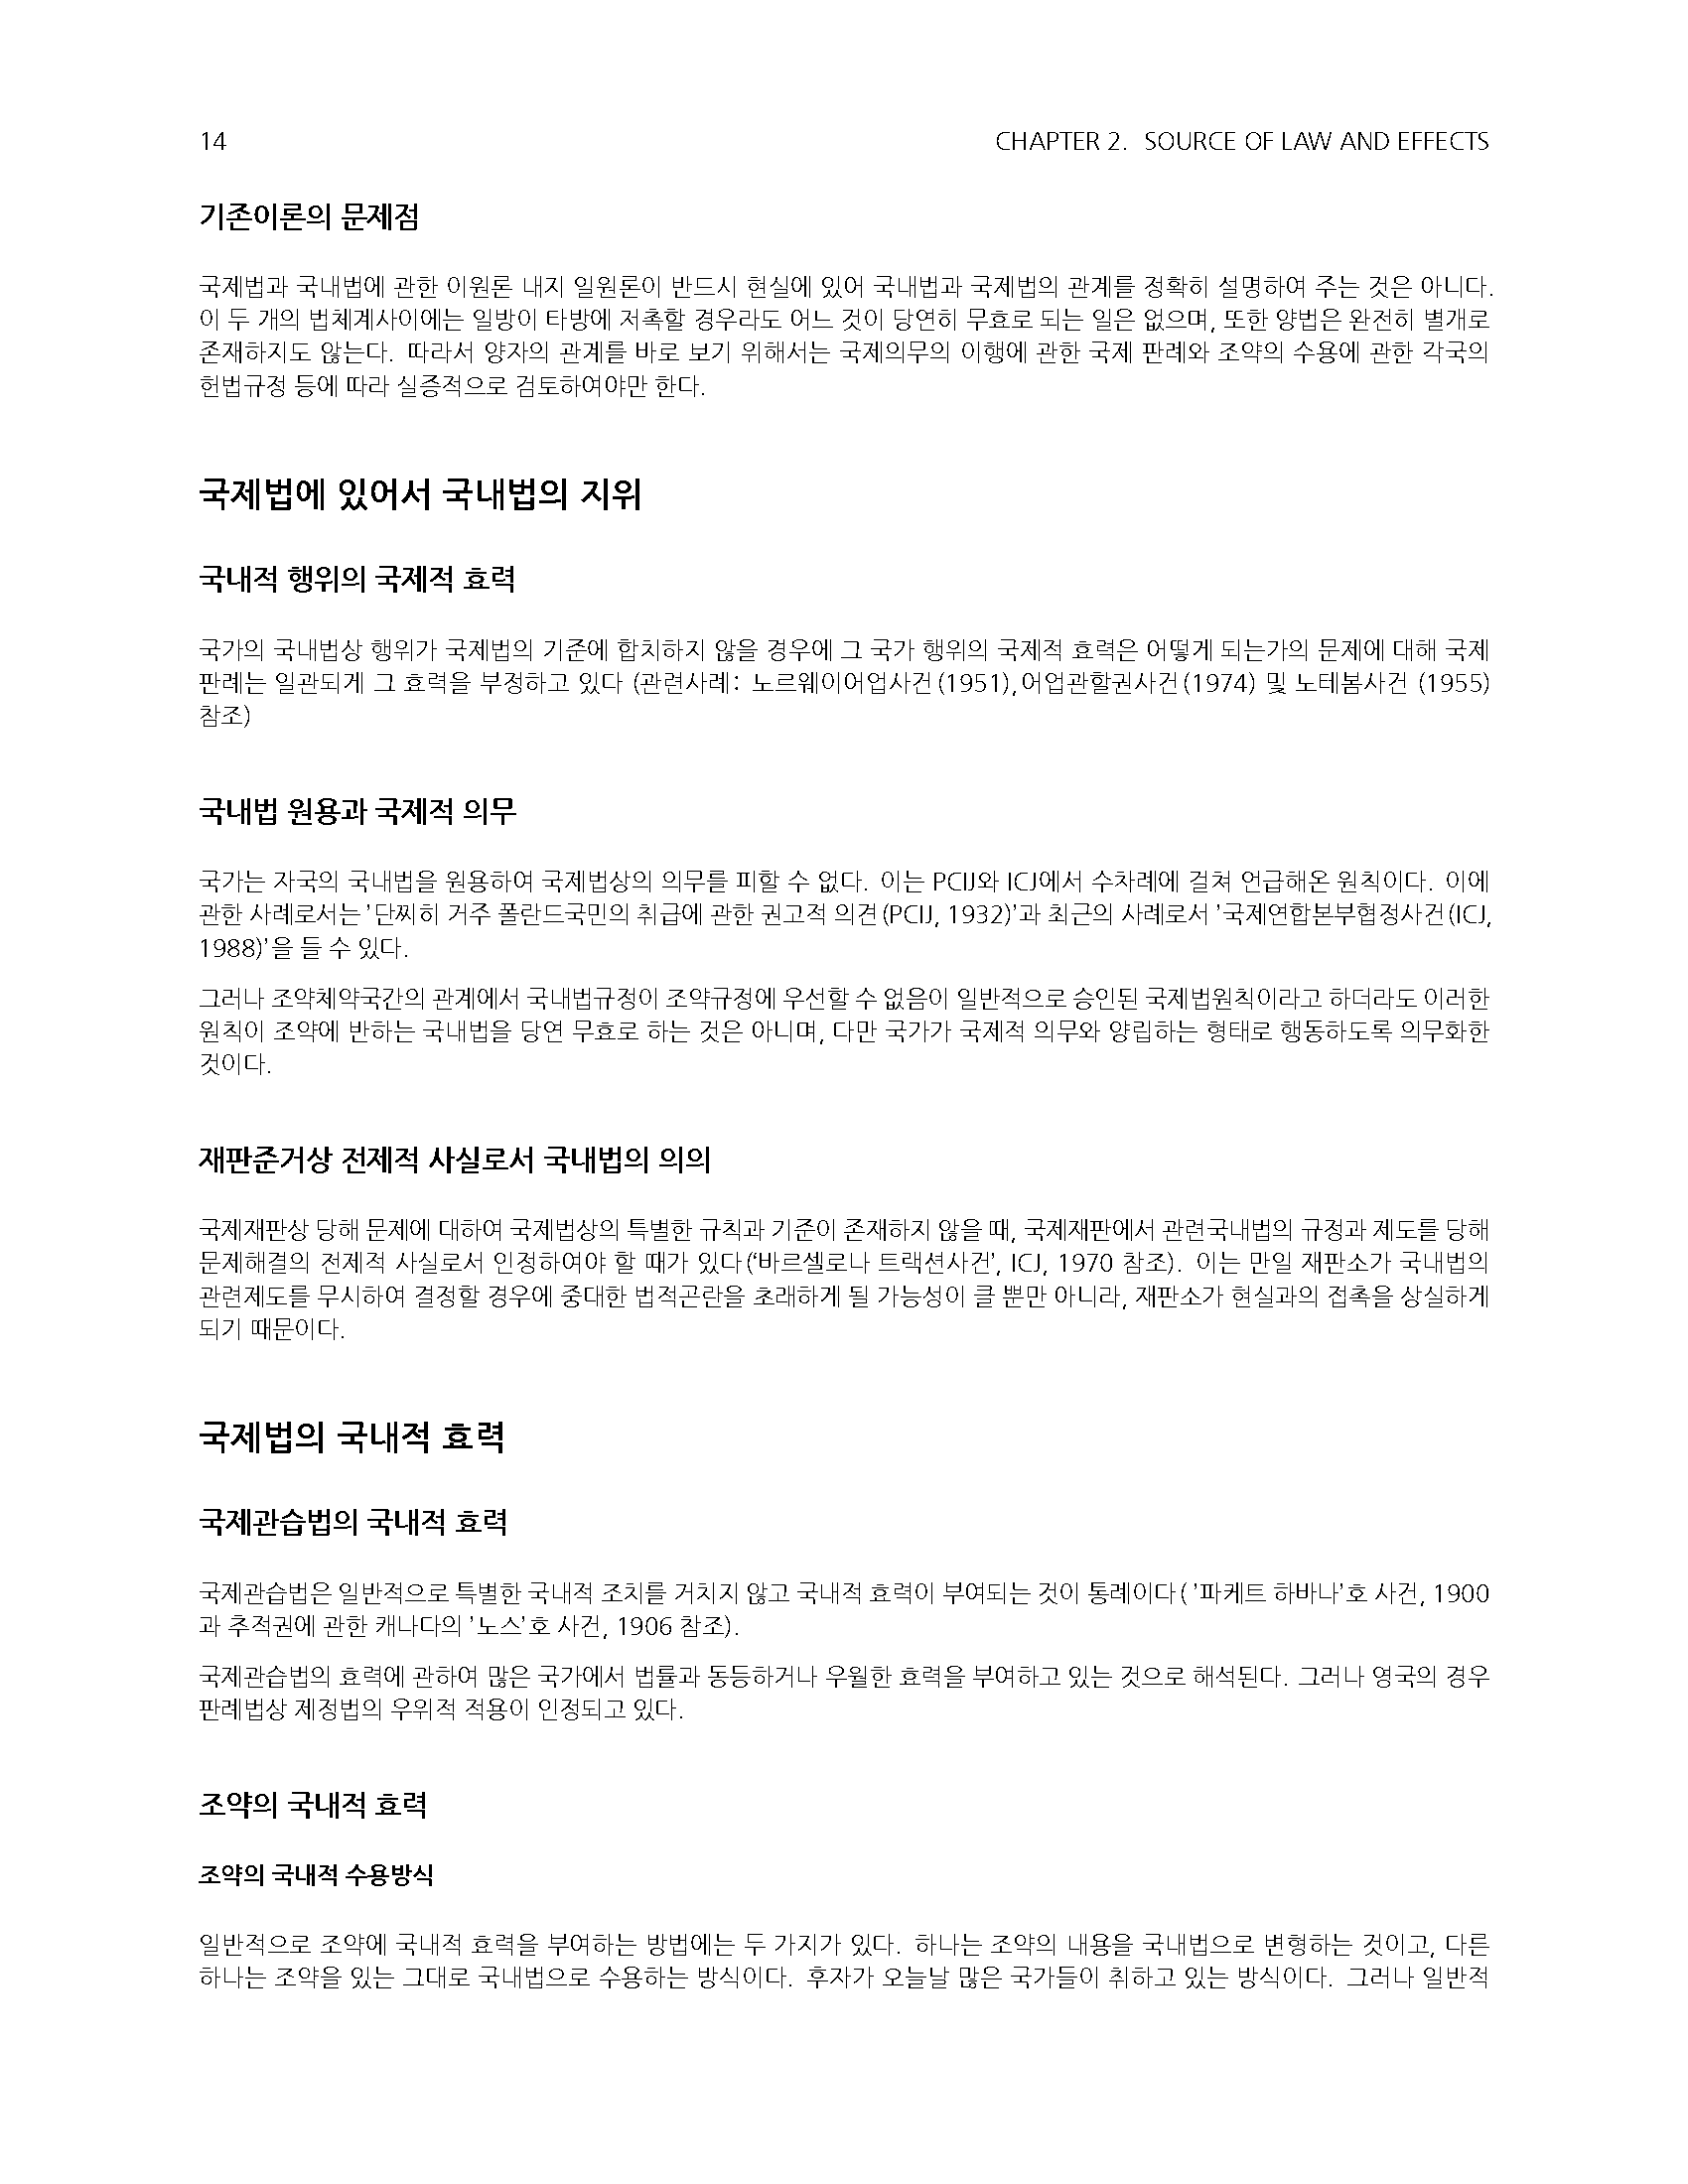 14 CHAPTER 2. SOURCE OF LAW AND EFFECTS
기존이론의 문제점
국제법과 국내법에 관한 이원론 내지 일원론이 반드시 현실에 있어 국내법과 국제법의 관계를 정확히 설명하여 주는 것은 아니다.
이 두 개의 법체계사이에는 일방이 타방에 저촉할 경우라도 어느 것이 당연히 무효로 되는 일은 없으며, 또한 양법은 완전히 별개로
존재하지도 않는다. 따라서 양자의 관계를 바로 보기 위해서는 국제의무의 이행에 관한 국제 판례와 조약의 수용에 관한 각국의
헌법규정 등에 따라 실증적으로 검토하여야만 한다.
국제법에 있어서 국내법의 지위
국내적 행위의 국제적 효력
국가의 국내법상 행위가 국제법의 기준에 합치하지 않을 경우에 그 국가 행위의 국제적 효력은 어떻게 되는가의 문제에 대해 국제
판례는 일관되게 그 효력을 부정하고 있다 (관련사례: 노르웨이어업사건(1951),어업관할권사건(1974) 및 노테봄사건 (1955)
참조)
국내법 원용과 국제적 의무
국가는 자국의 국내법을 원용하여 국제법상의 의무를 피할 수 없다. 이는 PCIJ와 ICJ에서 수차례에 걸쳐 언급해온 원칙이다. 이에
관한 사례로서는 ’단찌히 거주 폴란드국민의 취급에 관한 권고적 의견(PCIJ, 1932)’과 최근의 사례로서 ’국제연합본부협정사건(ICJ,
1988)’을 들 수 있다.
그러나 조약체약국간의 관계에서 국내법규정이 조약규정에 우선할 수 없음이 일반적으로 승인된 국제법원칙이라고 하더라도 이러한
원칙이 조약에 반하는 국내법을 당연 무효로 하는 것은 아니며, 다만 국가가 국제적 의무와 양립하는 형태로 행동하도록 의무화한
것이다.
재판준거상 전제적 사실로서 국내법의 의의
국제재판상 당해 문제에 대하여 국제법상의 특별한 규칙과 기준이 존재하지 않을 때, 국제재판에서 관련국내법의 규정과 제도를 당해
문제해결의 전제적 사실로서 인정하여야 할 때가 있다(‘바르셀로나 트랙션사건’, ICJ, 1970 참조). 이는 만일 재판소가 국내법의
관련제도를 무시하여 결정할 경우에 중대한 법적곤란을 초래하게 될 가능성이 클 뿐만 아니라, 재판소가 현실과의 접촉을 상실하게
되기 때문이다.
국제법의 국내적 효력
국제관습법의 국내적 효력
국제관습법은 일반적으로 특별한 국내적 조치를 거치지 않고 국내적 효력이 부여되는 것이 통례이다( ’파케트 하바나’호 사건, 1900
과 추적권에 관한 캐나다의 ’노스’호 사건, 1906 참조).
국제관습법의 효력에 관하여 많은 국가에서 법률과 동등하거나 우월한 효력을 부여하고 있는 것으로 해석된다. 그러나 영국의 경우
판례법상 제정법의 우위적 적용이 인정되고 있다.
조약의 국내적 효력
조약의 국내적 수용방식
일반적으로 조약에 국내적 효력을 부여하는 방법에는 두 가지가 있다. 하나는 조약의 내용을 국내법으로 변형하는 것이고, 다른
하나는 조약을 있는 그대로 국내법으로 수용하는 방식이다. 후자가 오늘날 많은 국가들이 취하고 있는 방식이다. 그러나 일반적